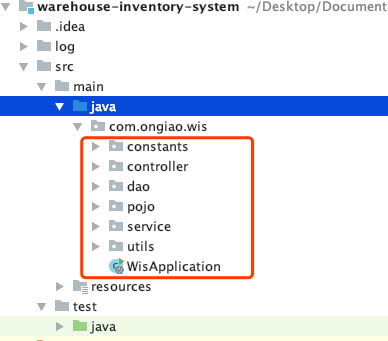 warehouse-inventory-system ~/Desktop/Document
.idea
log
src
main
java
com.ongiao.wis
constants
controller
dao
pojo
service
utils
WisApplication
resources
test
java